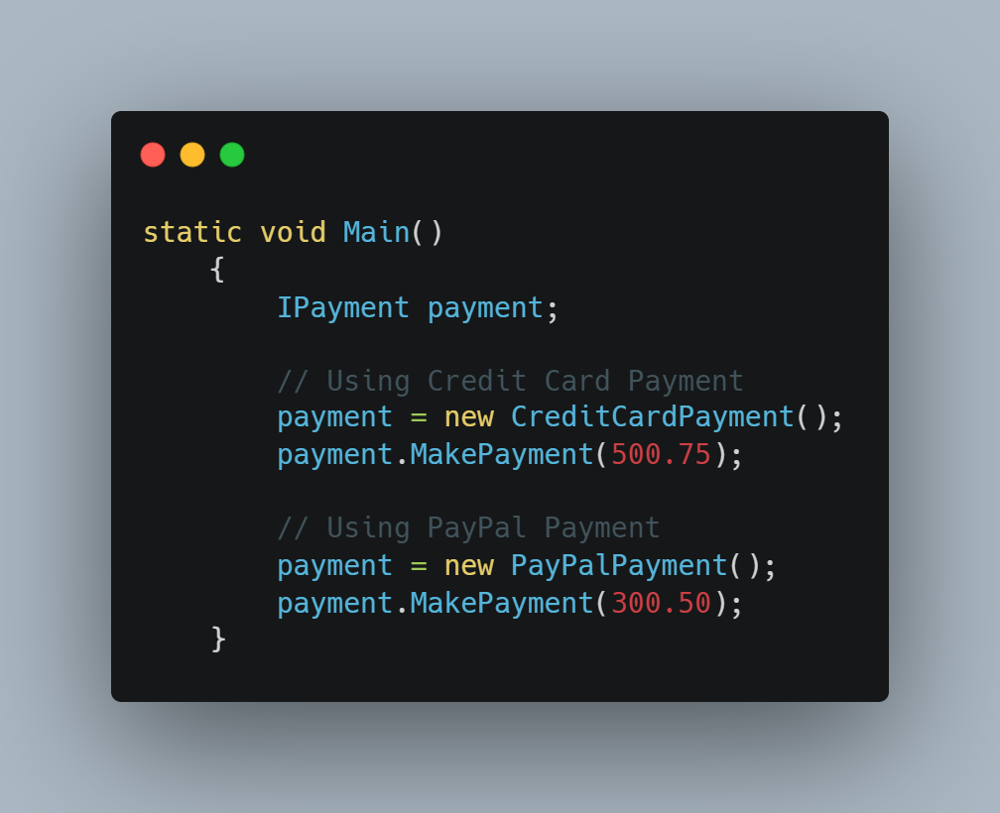 static void Main()
    {
        IPayment payment;

        // Using Credit Card Payment
        payment = new CreditCardPayment();
        payment.MakePayment(500.75);

        // Using PayPal Payment
        payment = new PayPalPayment();
        payment.MakePayment(300.50);
    }